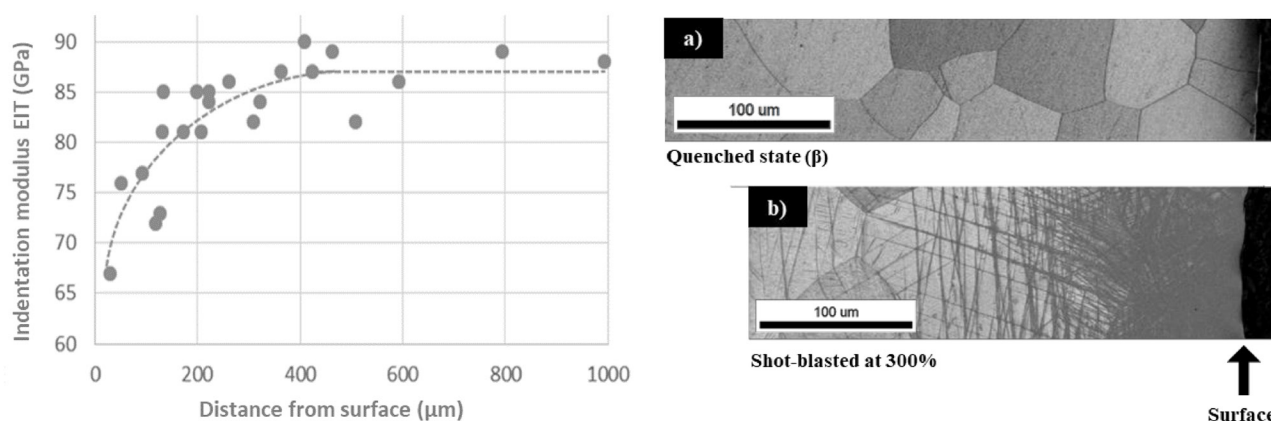 Indentation modulus EIT (GPa)
90
85
80
75
70
65
60
0 200 400 600 800 1000
Distance from surface (μm)
a)
100 um
Quenched state (β)
b)
100 um
Shot-blasted at 300%
Surface